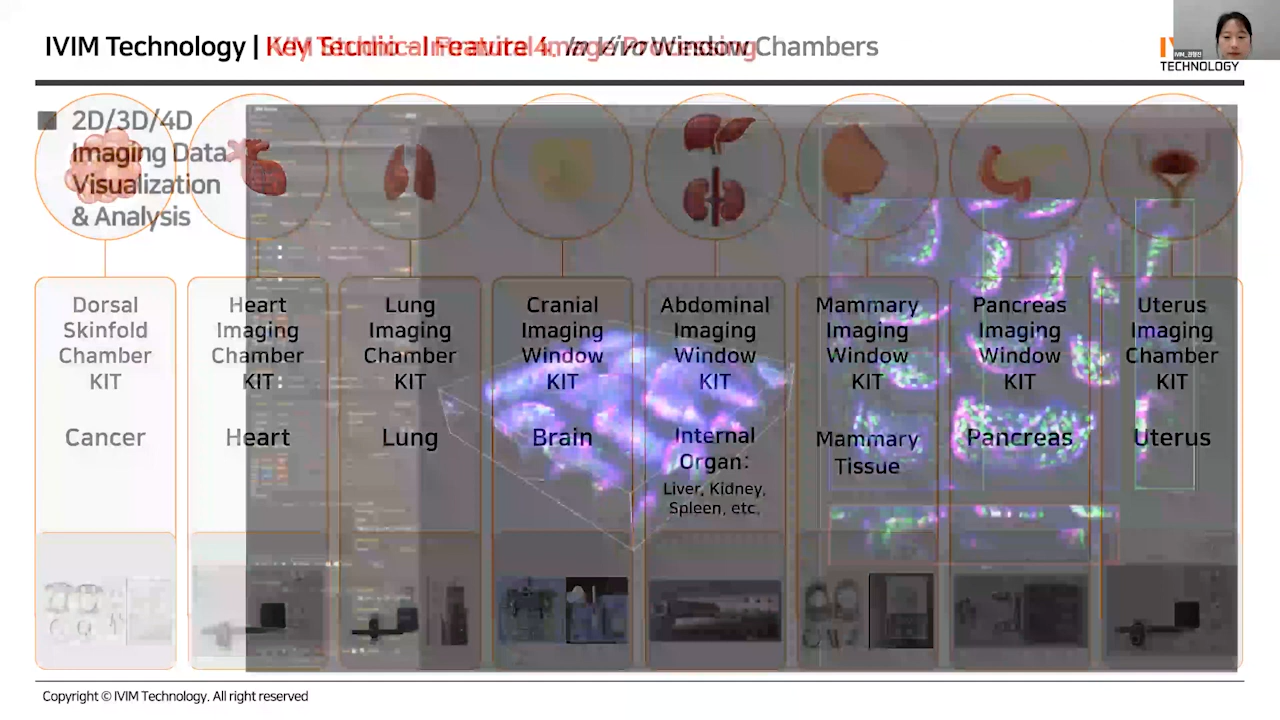 IVIM Technology | Key Technical Feature 4. In Vivo Window Chambers
TECHNOLOGY
2D/3D/4D
Imaging Data
Visualization
& Analysis
Dorsal
Skinfold
Chamber
KIT
Cancer
Heart
Imaging
Chamber
KIT
Heart
Lung
Imaging
Chamber
KIT
Lung
Cranial
Imaging
Window
KIT
Brain
Abdominal
Imaging
Window
KIT
Internal
Organ:
Liver, Kidney,
Spleen, etc.
Mammary
Imaging
Window
KIT
Mammary
Tissue
Pancreas
Imaging
Window
KIT
Pancreas
Uterus
Imaging
Chamber
KIT
Uterus
Copyright © IVIM Technology. All right reserved